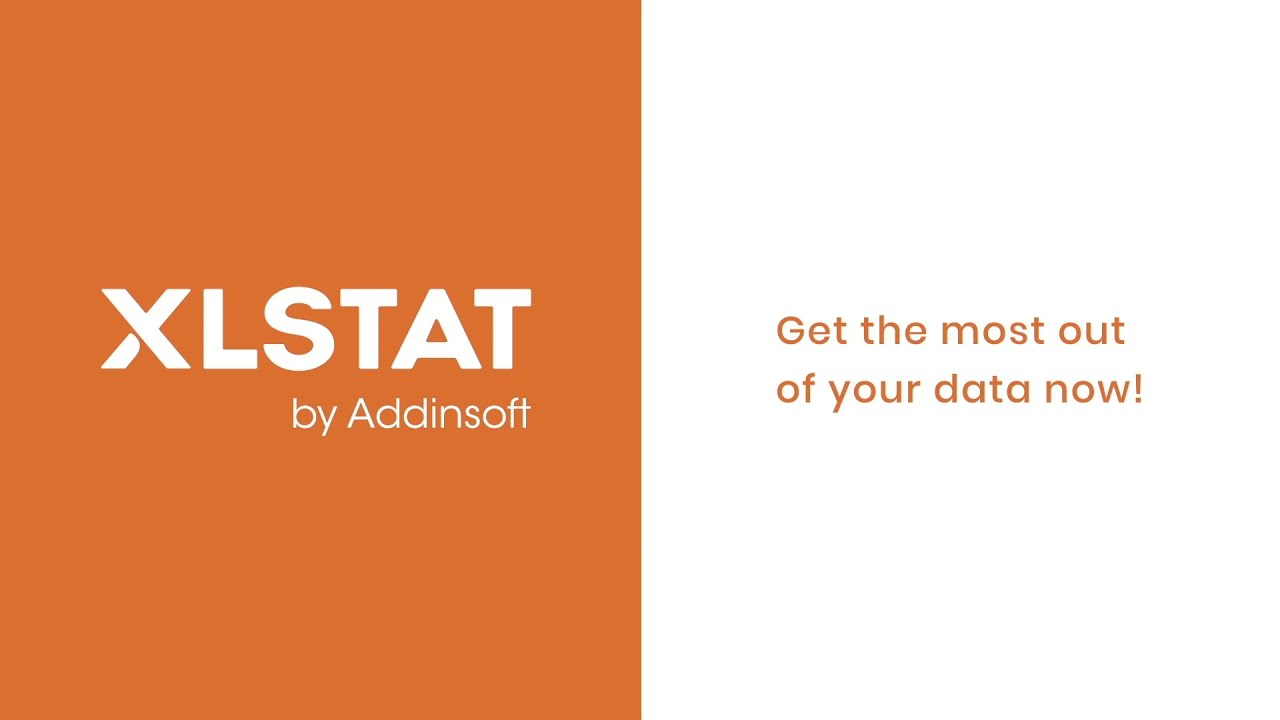 XLSTAT
by Addinsoft
Get the most out
of your data now!